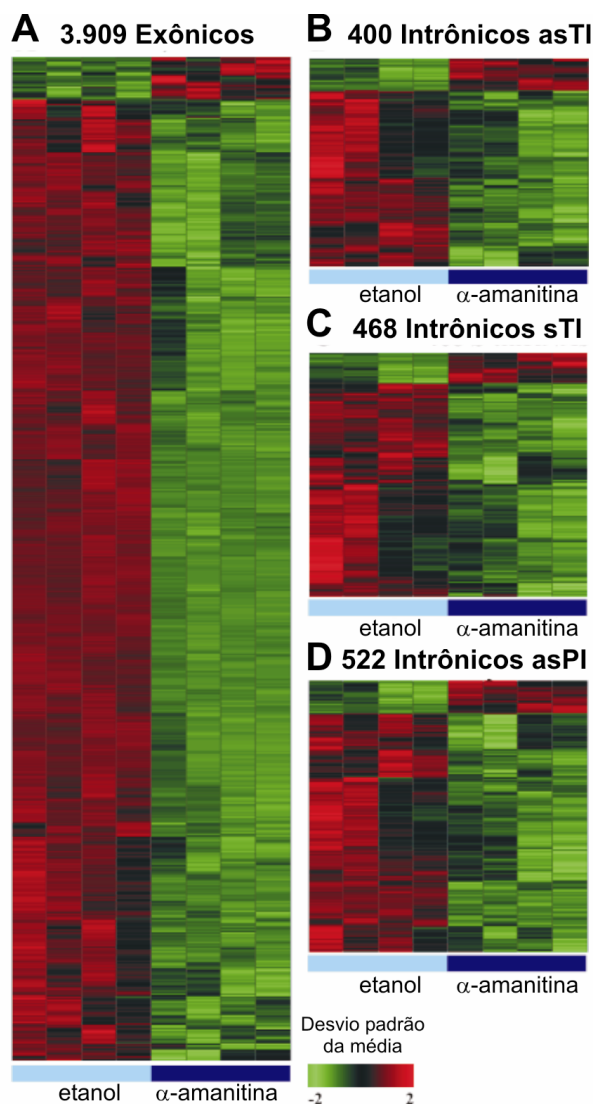 A 3.909 Exônicos
etanol α-amanitina
B 400 Intrônicos asTI
etanol α-amanitina
C 468 Intrônicos sTI
etanol α-amanitina
D 522 Intrônicos asPI
etanol α-amanitina
Desvio padrão
da média
-2 2